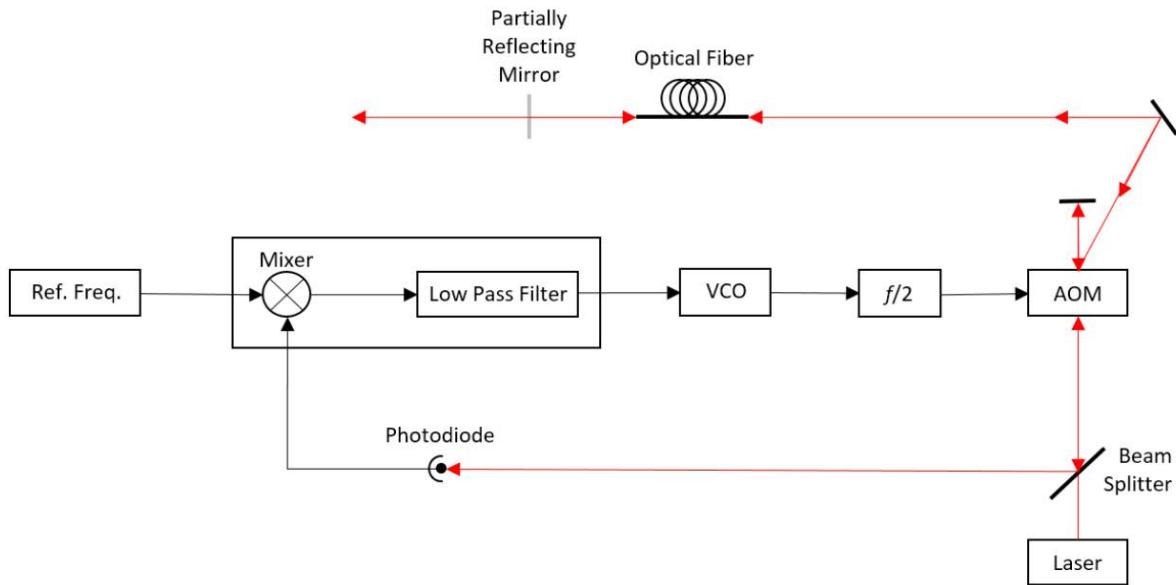 Partially
Reflecting
Mirror
Optical Fiber
Ref. Freq.
Mixer
Low Pass Filter
VCO
f/2
AOM
Photodiode
Beam
Splitter
Laser